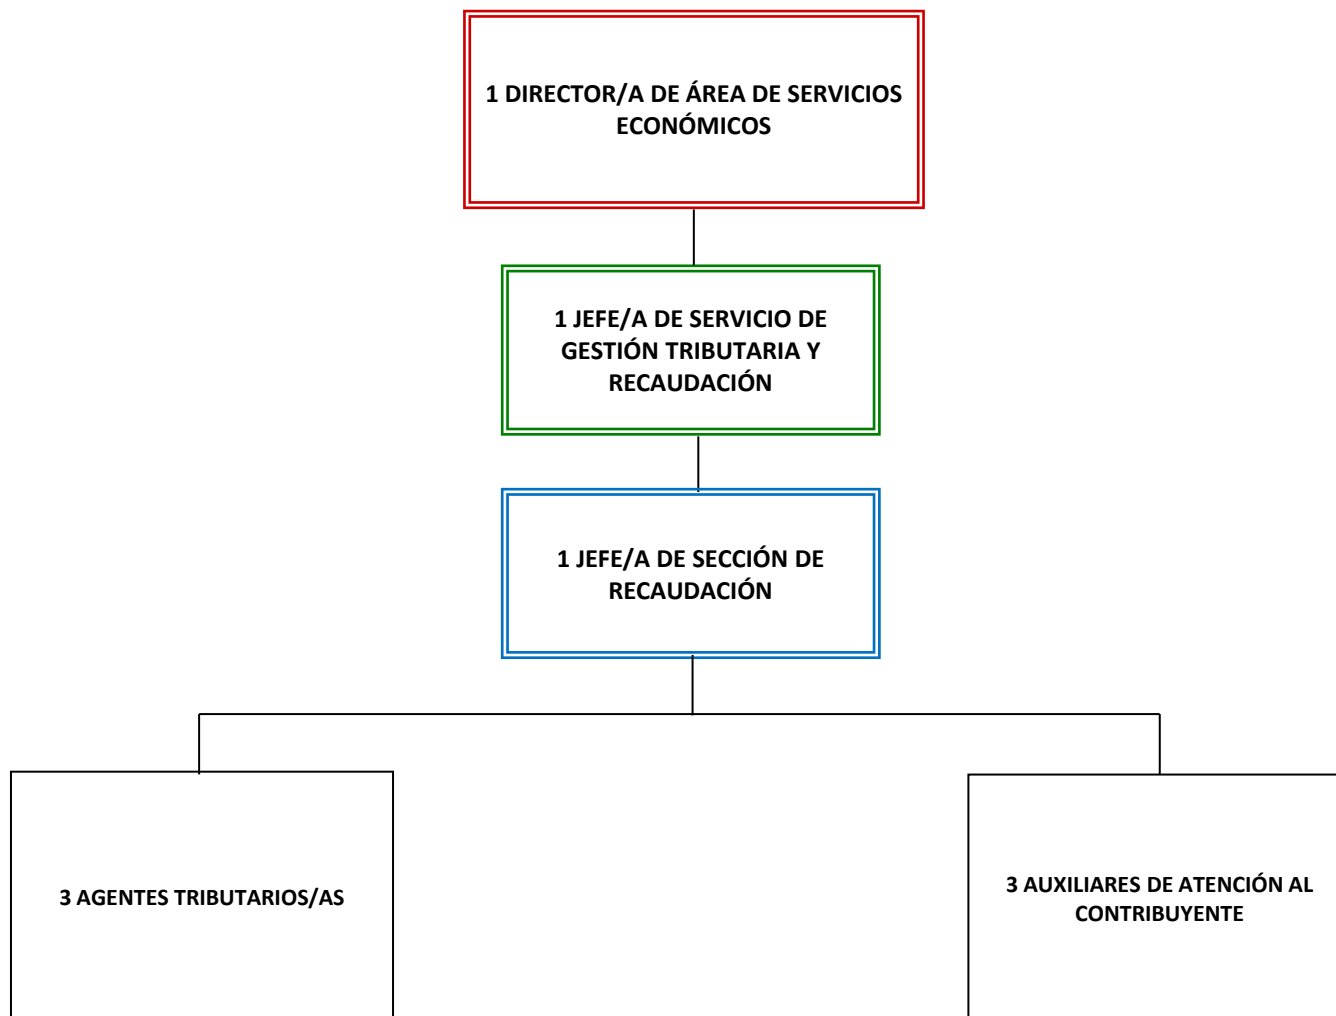 1 DIRECTOR/A DE ÁREA DE SERVICIOS
ECONÓMICOS
1 JEFE/A DE SERVICIO DE
GESTIÓN TRIBUTARIA Y
RECAUDACIÓN
1 JEFE/A DE SECCIÓN DE
RECAUDACIÓN
3 AGENTES TRIBUTARIOS/AS
3 AUXILIARES DE ATENCIÓN AL
CONTRIBUYENTE